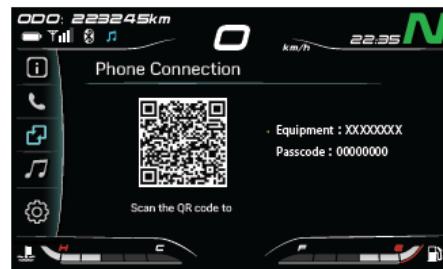 ODO: 223245km
0 km/h 22:35 N
Phone Connection
Equipment : XXXXXXXX
Passcode : 00000000
Scan the QR code to
H C F E